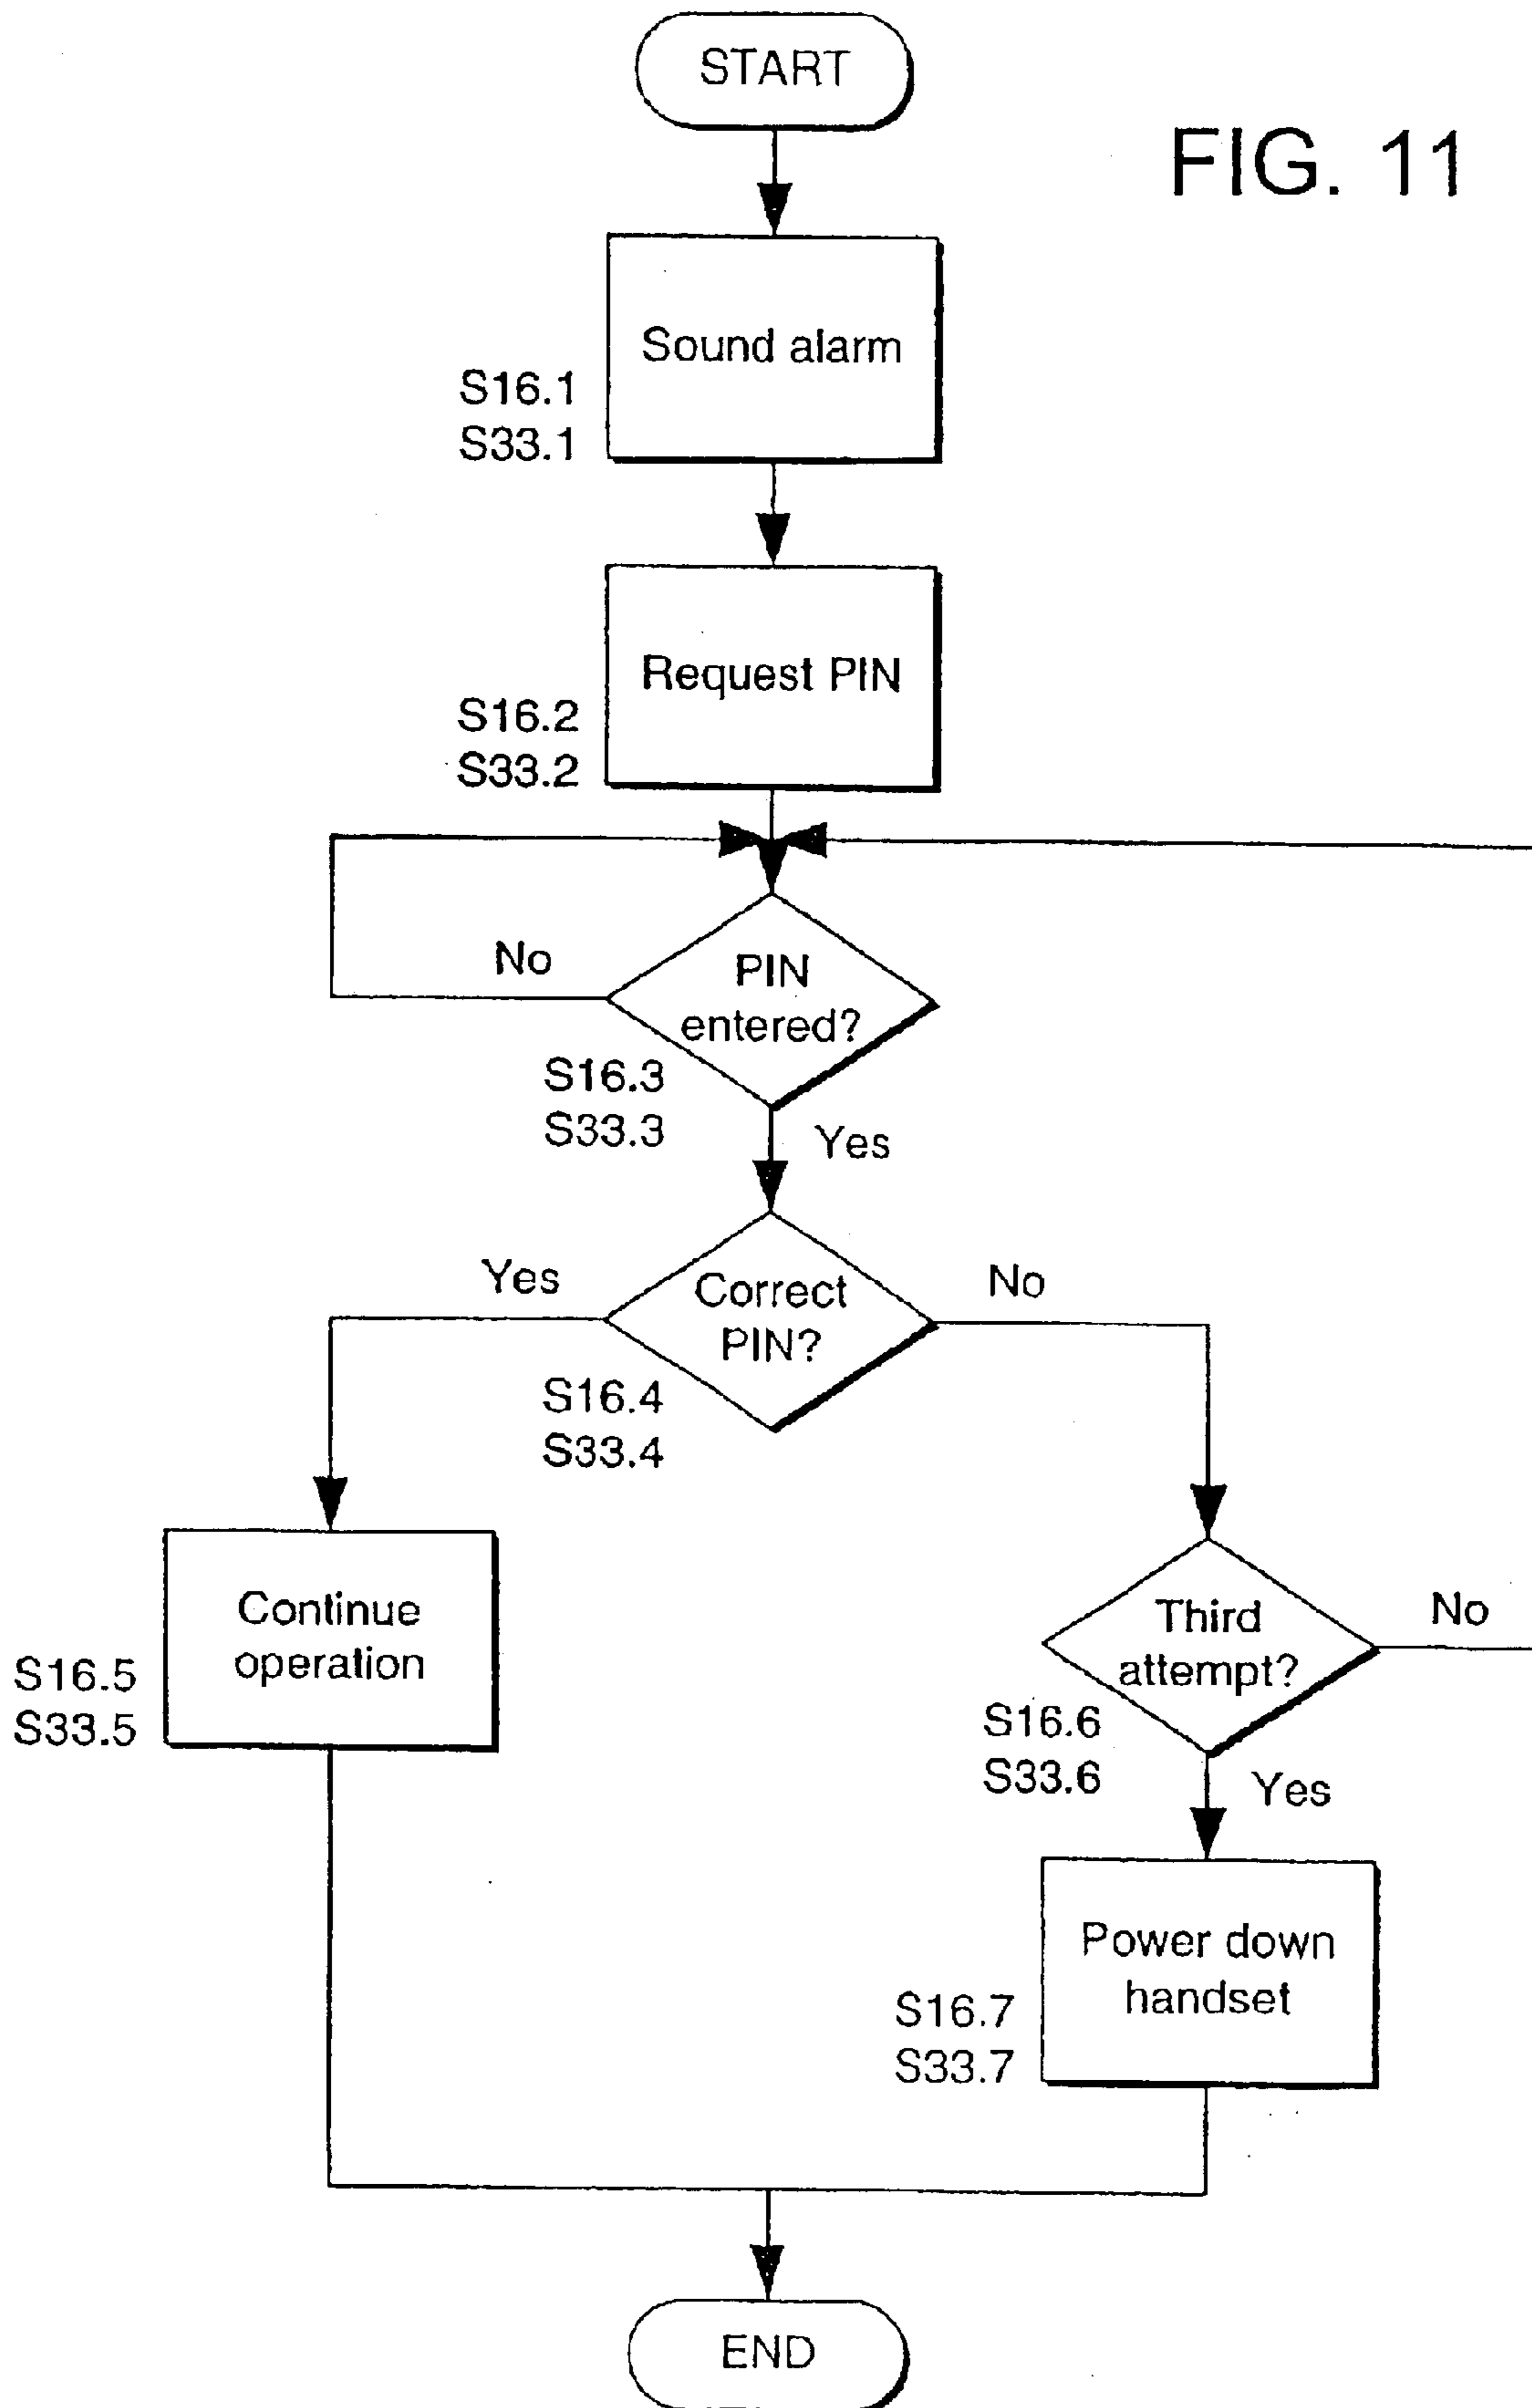 START
FIG. 11
Sound alarm
S16.1
S33.1
Request PIN
S16.2
S33.2
No
PIN
entered?
S16.3
S33.3
Yes
Yes
Correct
PIN?
No
S16.4
S33.4
Continue
operation
S16.5
S33.5
Third
attempt?
No
S16.6
S33.6
Yes
Power down
handset
S16.7
S33.7
END